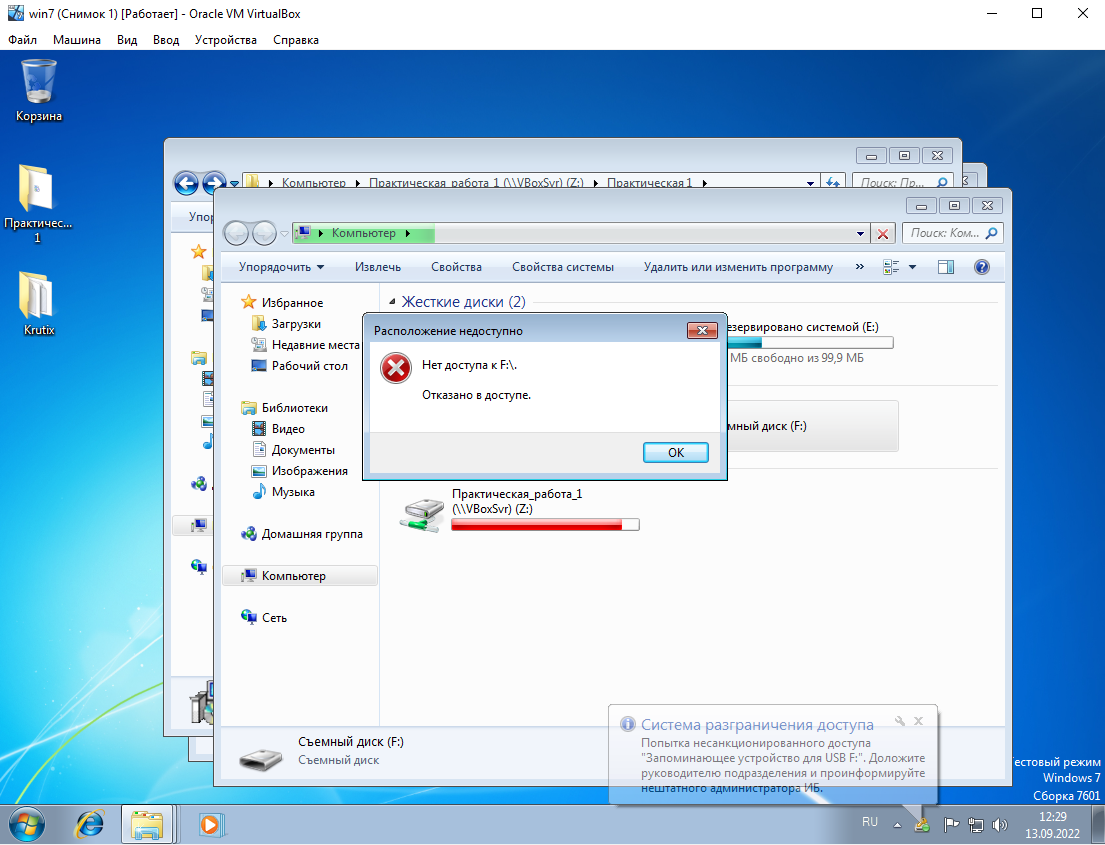 win7 (Снимок 1) [Работает] - Oracle VM VirtualBox
Файл Машина Вид Ввод Устройства Справка
Корзина
Практичес...
1
Krutix
Компьютер Практическая_работа_1 (\\VBoxSvr) (Z:) Практическая1
Поиск: Пр...
Упор
Компьютер
Поиск: Ком...
Упорядочить Извлечь Свойства Свойства системы Удалить или изменить программу »
Избранное
Загрузки
Недавние места
Рабочий стол
Библиотеки
Видео
Документы
Изображения
Музыка
Домашняя группа
Компьютер
Сеть
Жесткие диски (2)
езервировано системой (E:)
МБ свободно из 99,9 МБ
мный диск (F:)
Расположение недоступно
Нет доступа к F:\.
Отказано в доступе.
OK
Практическая_работа_1
(\\VBoxSvr) (Z:)
Съемный диск (F:)
Съемный диск
Система разграничения доступа
Попытка несанкционированного доступа
"Запоминающее устройство для USB F:". Доложите
руководителю подразделения и проинформируйте
нештатного администратора ИБ.
естовый режим
Windows 7
Сборка 7601
RU
12:29
13.09.2022